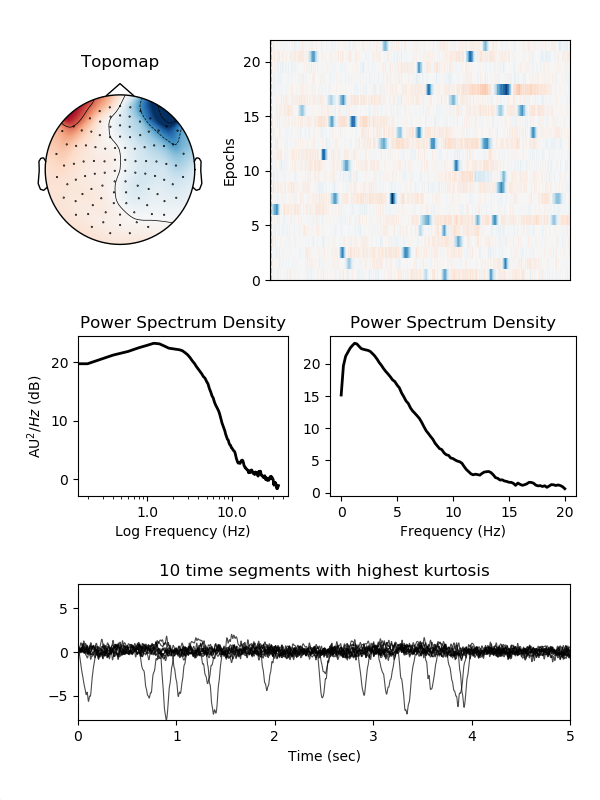 Topomap
Epochs
20
15
10
5
0
Power Spectrum Density
AU²/Hz (dB)
20
10
0
1.0 10.0
Log Frequency (Hz)
Power Spectrum Density
20
15
10
5
0
0 5 10 15 20
Frequency (Hz)
10 time segments with highest kurtosis
5
0
−5
0 1 2 3 4 5
Time (sec)